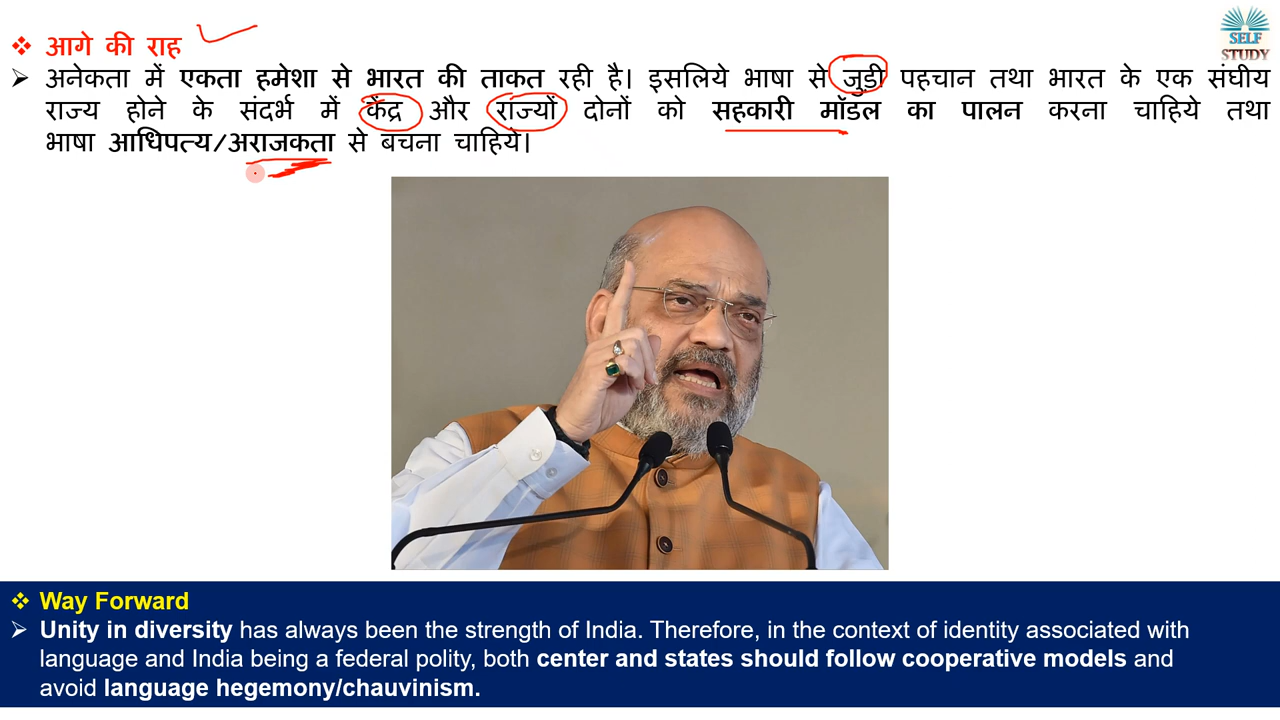 ❖ आगे की राह
SELF
STUDY
➢ अनेकता में एकता हमेशा से भारत की ताकत रही है। इसलिये भाषा से जुड़ी पहचान तथा भारत के एक संघीय
राज्य होने के संदर्भ में केंद्र और राज्यों दोनों को सहकारी मॉडल का पालन करना चाहिये तथा
भाषा आधिपत्य/अराजकता से बचना चाहिये।
❖ Way Forward
➢ Unity in diversity has always been the strength of India. Therefore, in the context of identity associated with
language and India being a federal polity, both center and states should follow cooperative models and
avoid language hegemony/chauvinism.